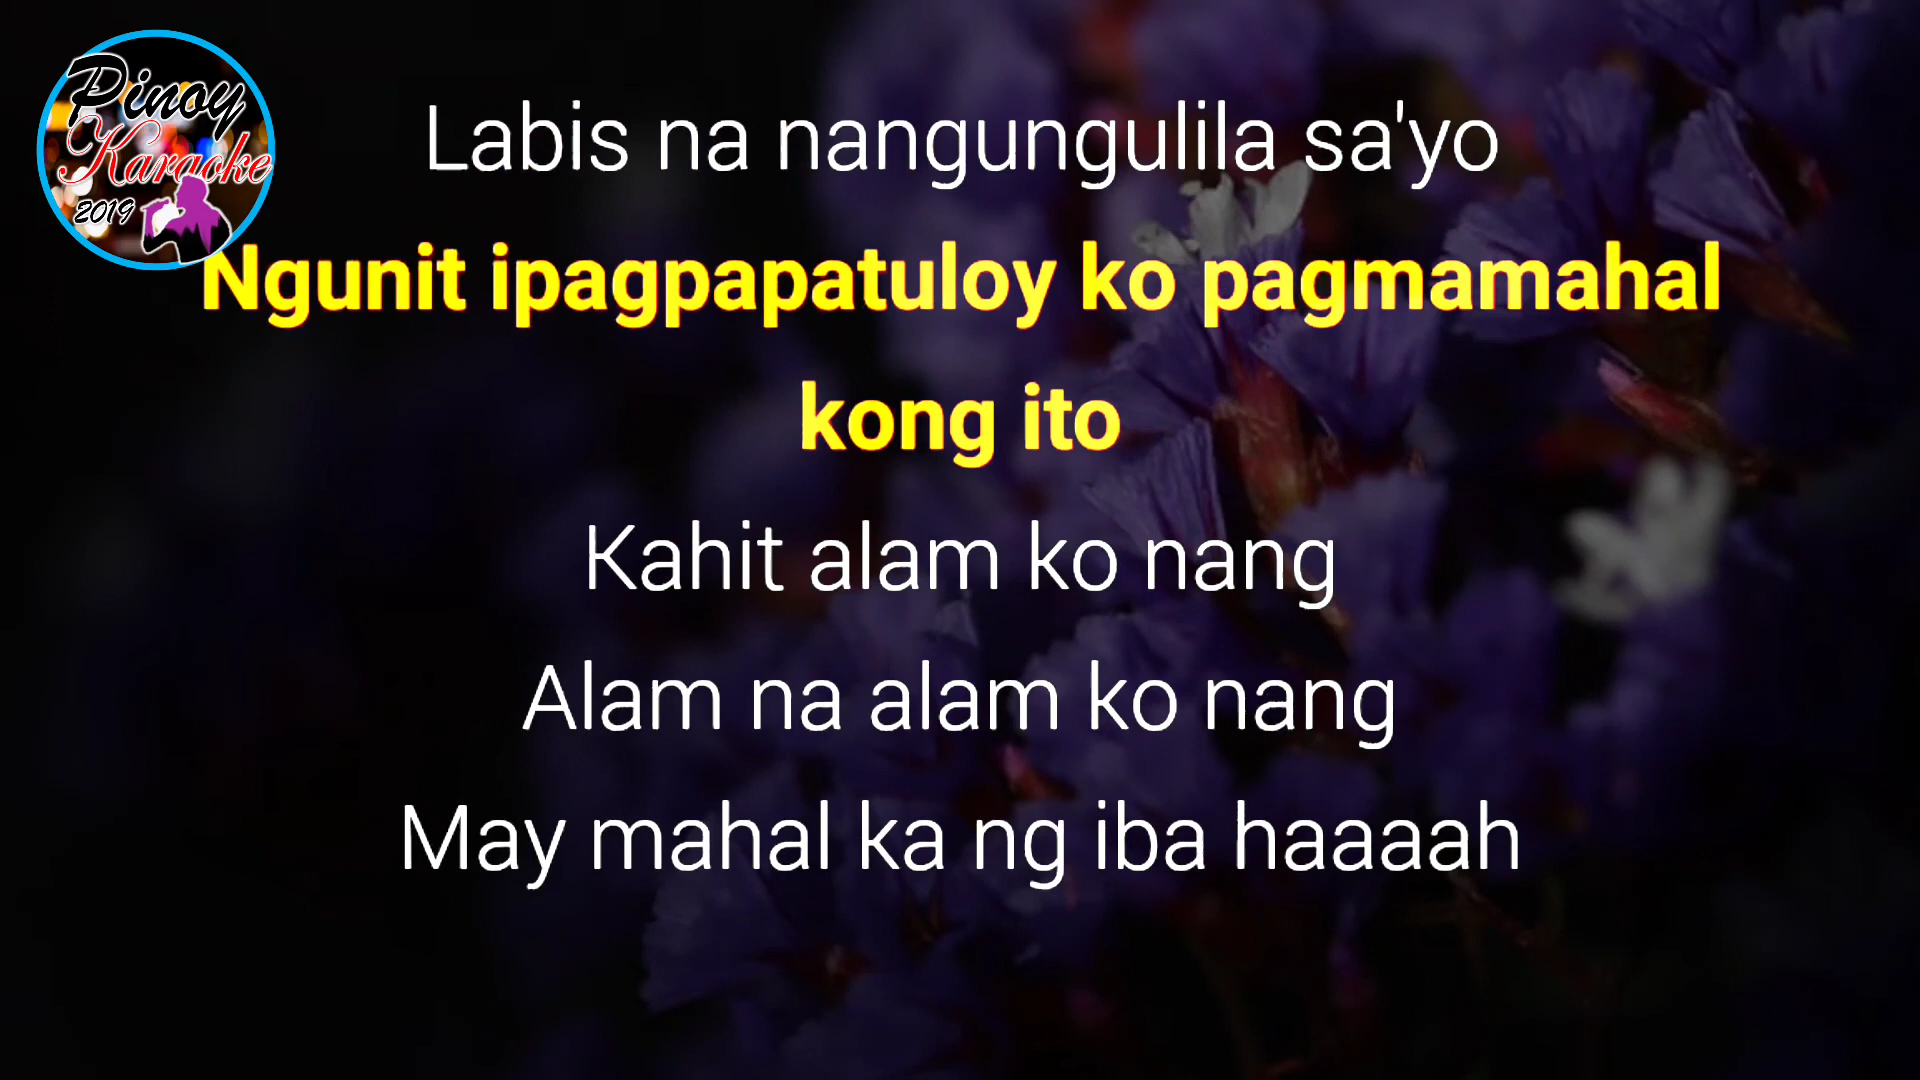 Pinoy
Karaoke
2019
Labis na nangungulila sa'yo
Ngunit ipagpapatuloy ko pagmamahal
kong ito
Kahit alam ko nang
Alam na alam ko nang
May mahal ka ng iba haaaah